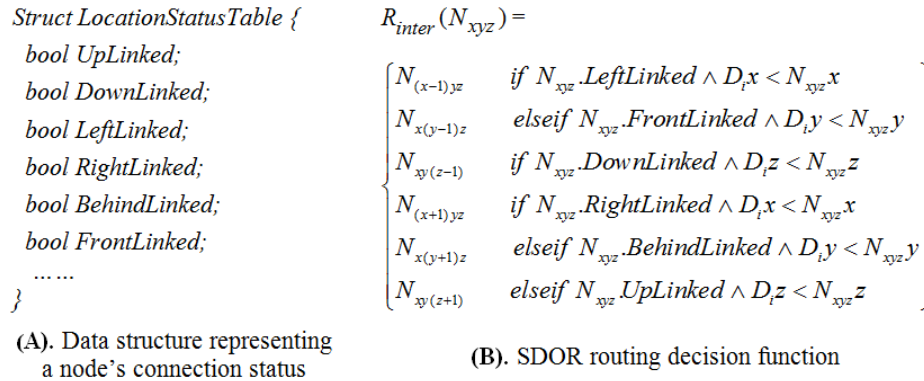 Struct LocationStatusTable {
bool UpLinked;
bool DownLinked;
bool LeftLinked;
bool RightLinked;
bool BehindLinked;
bool FrontLinked;
... ...
}
(A). Data structure representing
a node's connection status
R_inter(N_xyz) =
N_(x−1)yz if N_xyz.LeftLinked ∧ D_i x < N_xyz x
N_x(y−1)z elseif N_xyz.FrontLinked ∧ D_i y < N_xyz y
N_xy(z−1) if N_xyz.DownLinked ∧ D_i z < N_xyz z
N_(x+1)yz if N_xyz.RightLinked ∧ D_i x < N_xyz x
N_x(y+1)z elseif N_xyz.BehindLinked ∧ D_i y < N_xyz y
N_xy(z+1) elseif N_xyz.UpLinked ∧ D_i z < N_xyz z
(B). SDOR routing decision function